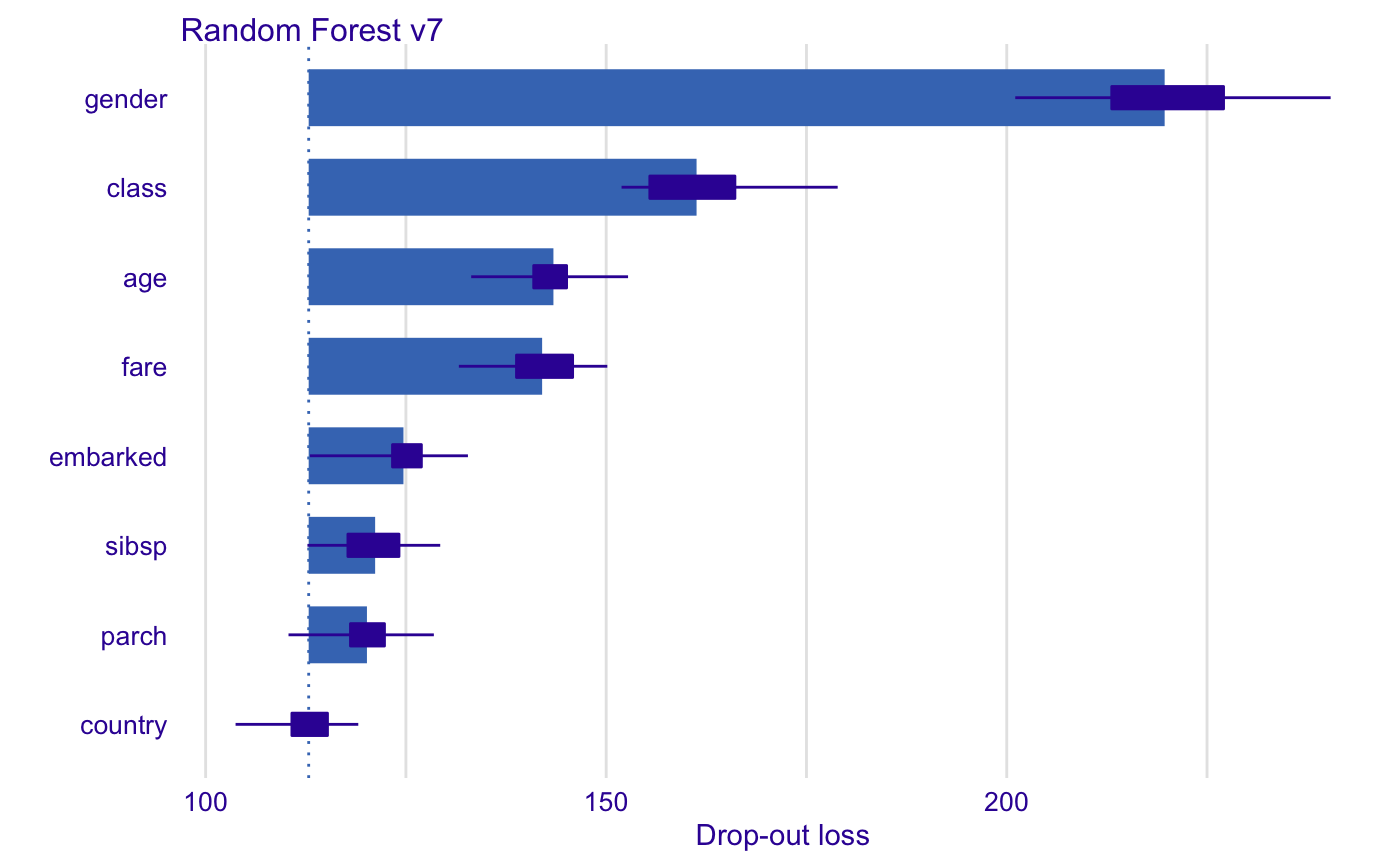 Random Forest v7
gender
class
age
fare
embarked
sibsp
parch
country
100 150 200
Drop-out loss